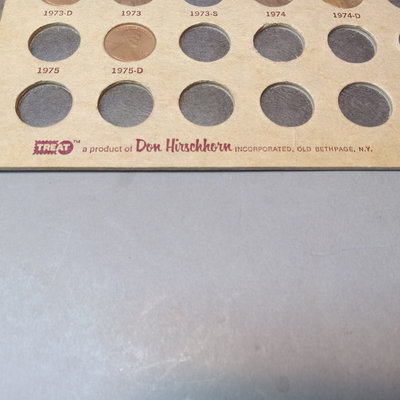 1973-D 1973 1973-S 1974 1974-D
1975 1975-D
TREAT™ a product of Don Hirschhorn INCORPORATED, OLD BETHPAGE, N.Y.